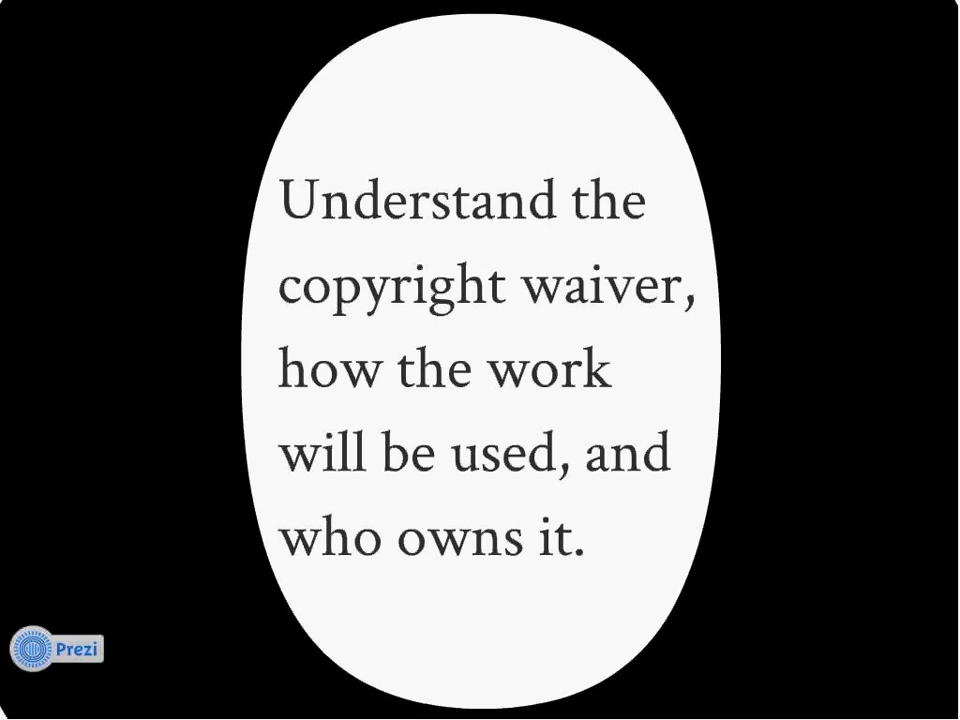 Understand the
copyright waiver,
how the work
will be used, and
who owns it.
Prezi